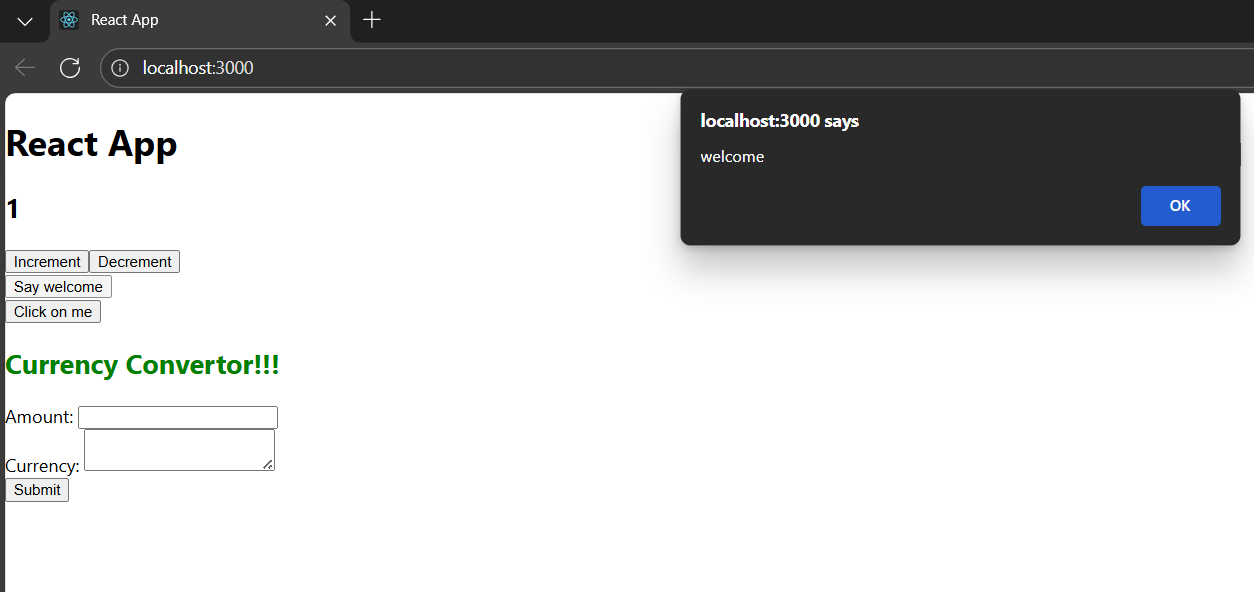 React App
localhost:3000
localhost:3000 says
welcome
OK
React App
1
Increment Decrement
Say welcome
Click on me
Currency Convertor!!!
Amount:
Currency:
Submit